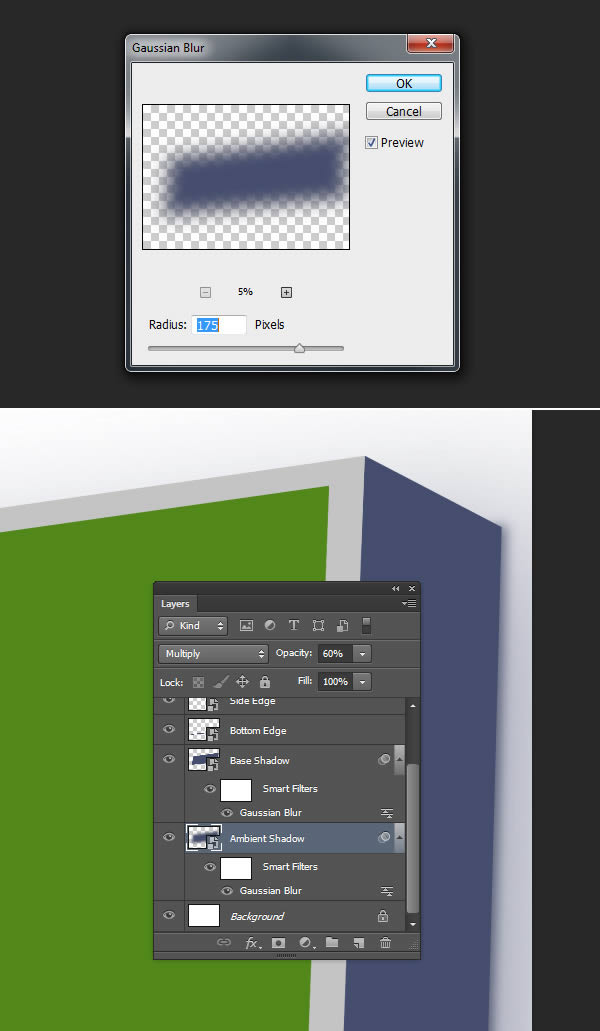 Gaussian Blur
OK
Cancel
Preview
5%
Radius: 175 Pixels
Layers
Kind
Multiply Opacity: 60%
Lock: Fill: 100%
Side Edge
Bottom Edge
Base Shadow
Smart Filters
Gaussian Blur
Ambient Shadow
Smart Filters
Gaussian Blur
Background
fx